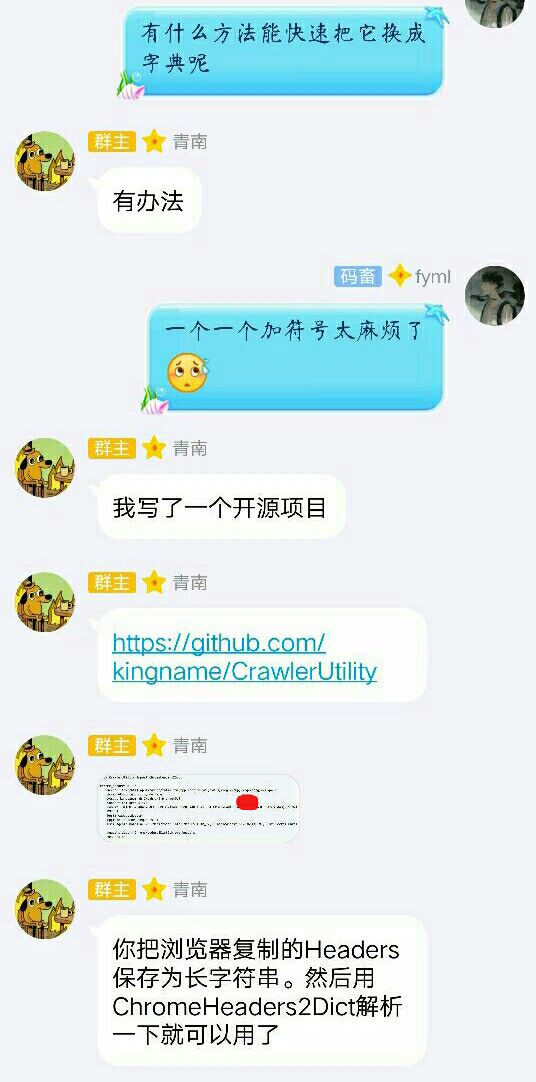 有什么方法能快速把它换成
字典呢
群主 青南
有办法
码畜 fyml
一个一个加符号太麻烦了
群主 青南
我写了一个开源项目
群主 青南
https://github.com/
kingname/CrawlerUtility
群主 青南
群主 青南
你把浏览器复制的Headers
保存为长字符串。然后用
ChromeHeaders2Dict解析
一下就可以用了